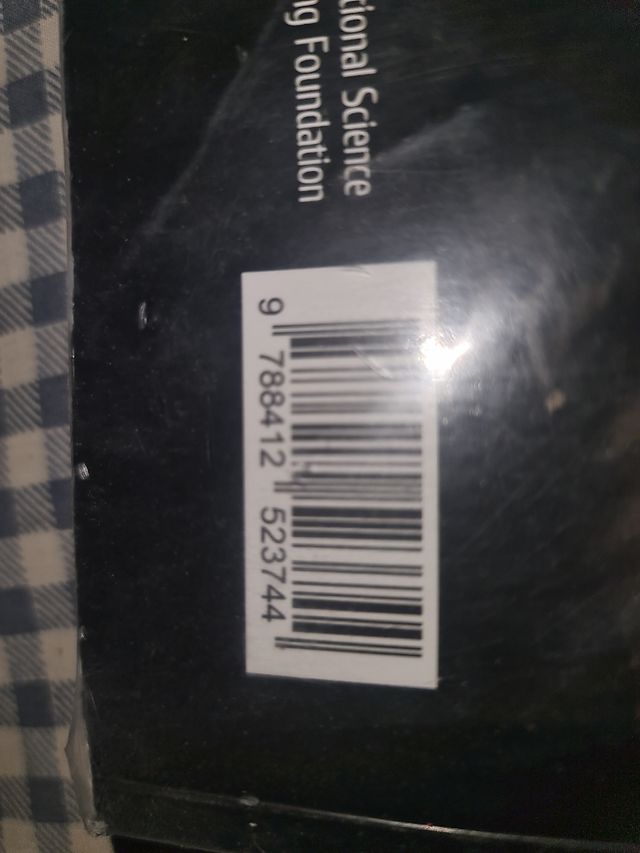 tional Science
ng Foundation
9 788412 523744